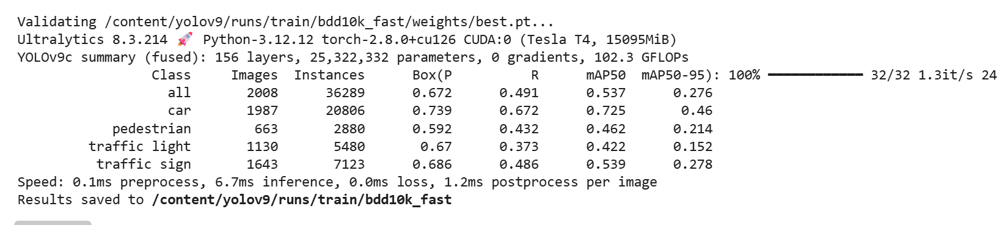 Validating /content/yolov9/runs/train/bdd10k_fast/weights/best.pt...
Ultralytics 8.3.214 🚀 Python-3.12.12 torch-2.8.0+cu126 CUDA:0 (Tesla T4, 15095MiB)
YOLOv9c summary (fused): 156 layers, 25,322,332 parameters, 0 gradients, 102.3 GFLOPs
Class Images Instances Box(P R mAP50 mAP50-95): 100% ━━━━━━━━━━━━ 32/32 1.3it/s 24
all 2008 36289 0.672 0.491 0.537 0.276
car 1987 20806 0.739 0.672 0.725 0.46
pedestrian 663 2880 0.592 0.432 0.462 0.214
traffic light 1130 5480 0.67 0.373 0.422 0.152
traffic sign 1643 7123 0.686 0.486 0.539 0.278
Speed: 0.1ms preprocess, 6.7ms inference, 0.0ms loss, 1.2ms postprocess per image
Results saved to /content/yolov9/runs/train/bdd10k_fast